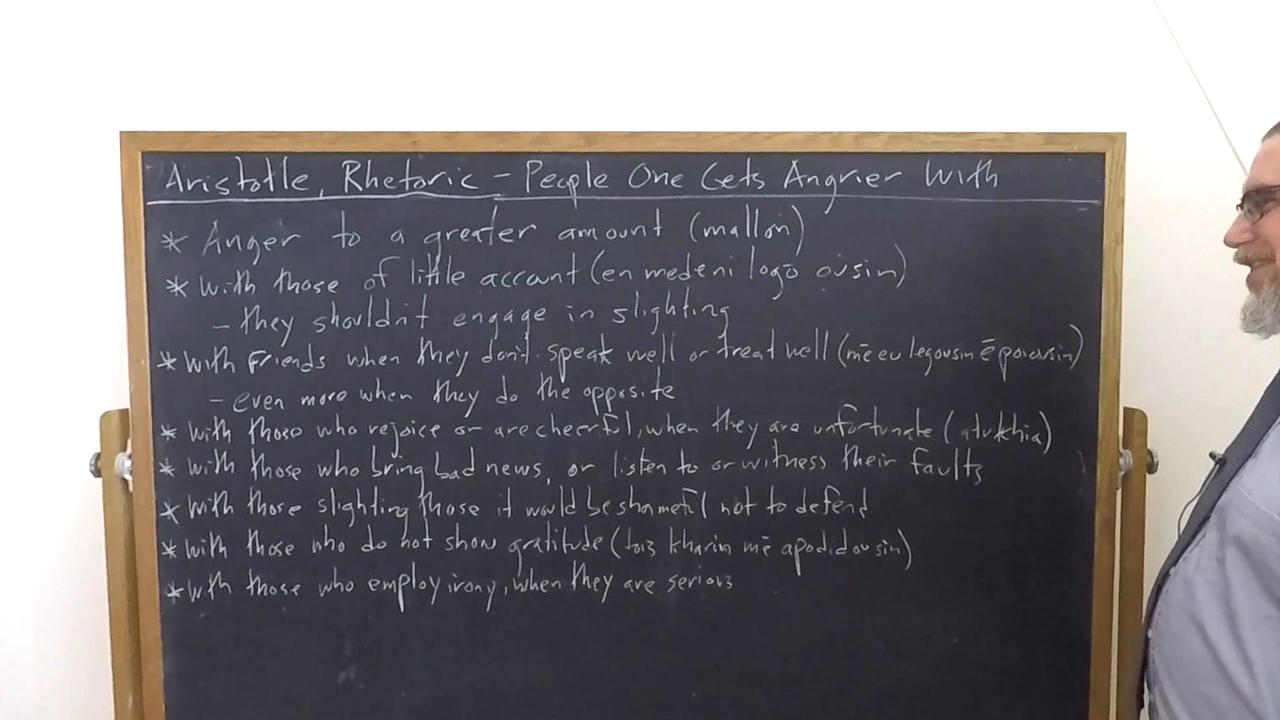 Aristotle, Rhetoric - People One Gets Angrier With
* Anger to a greater amount (mallon)
* With those of little account (en medeni logō ousin)
- they shouldn't engage in slighting
* With friends when they don't speak well or treat well (mē eu legousin ē poiousin)
- even more when they do the opposite
* With those who rejoice or are cheerful, when they are unfortunate (atukhia)
* With those who bring bad news, or listen to or witness their faults
* With those slighting those it would be shameful not to defend
* With those who do not show gratitude (tois kharin mē apodidousin)
* With those who employ irony, when they are serious